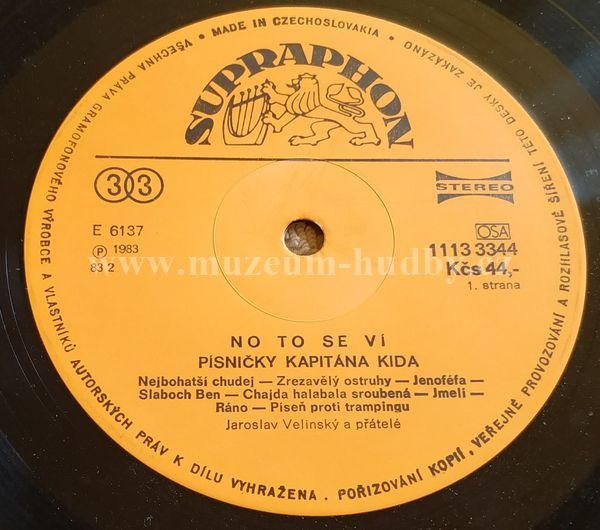 VŠECHNA PRÁVA GRAMOFONOVÉHO VÝROBCE A VLASTNÍKŮ AUTORSKÝCH PRÁV K DÍLU VYHRAŽENA . POŘIZOVÁNÍ KOPIÍ, VEŘEJNÉ PROVOZOVÁNÍ A ROZHLASOVÉ ŠÍŘENÍ TÉTO DESKY JE ZAKÁZÁNO
• MADE IN CZECHOSLOVAKIA •
SUPRAPHON
33
STEREO
E 6137
OSA
Ⓟ 1983
1113 3344
83 2
Kčs 44,-
www.muzeum-hudby.cz
1. strana
NO TO SE VÍ
PÍSNIČKY KAPITÁNA KIDA
Nejbohatší chudej — Zrezavělý ostruhy — Jenoféfa —
Slaboch Ben — Chajda halabala sroubená — Jmelí —
Ráno — Píseň proti trampingu
Jaroslav Velinský a přátelé